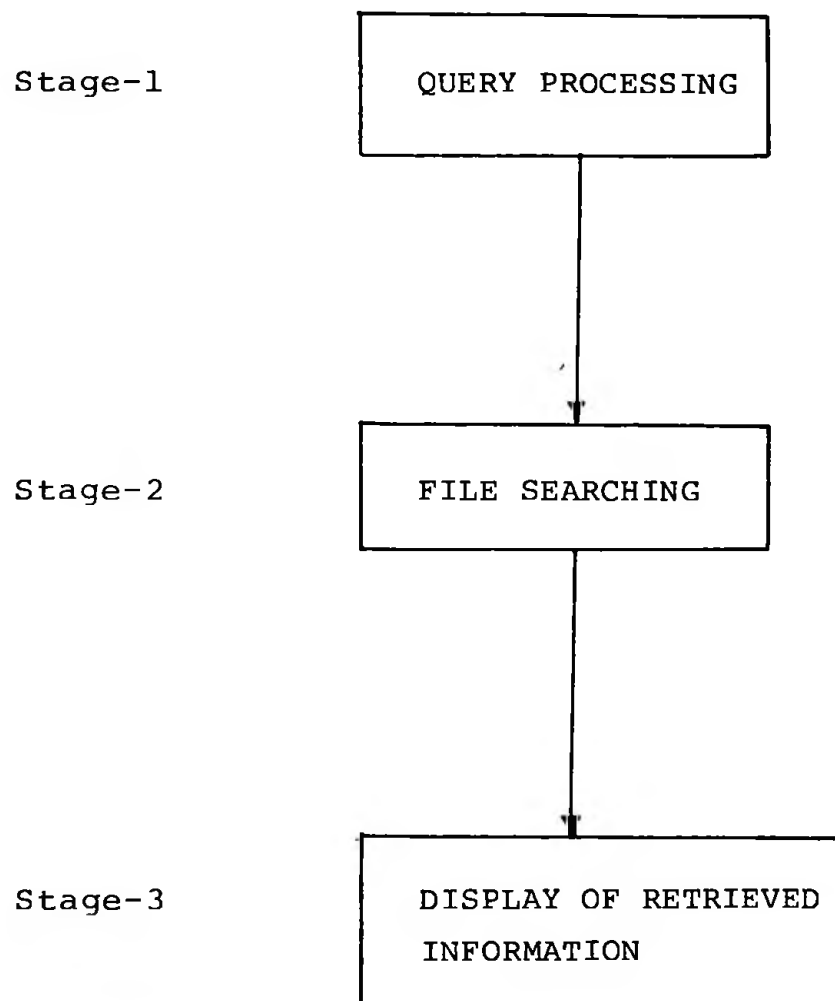 Stage-1
QUERY PROCESSING
Stage-2
FILE SEARCHING
Stage-3
DISPLAY OF RETRIEVED
INFORMATION